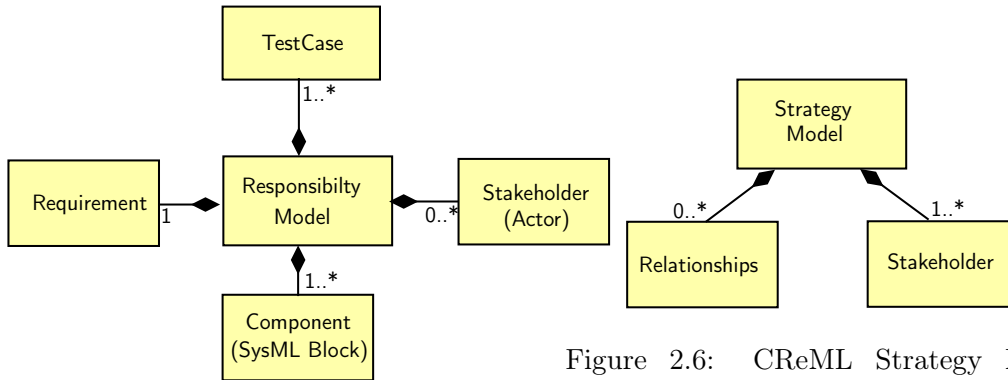 TestCase
1..*
Requirement
1
Responsibilty
Model
0..*
Stakeholder
(Actor)
1..*
Component
(SysML Block)
Strategy
Model
0..*
1..*
Relationships
Stakeholder
Figure 2.6: CReML Strategy